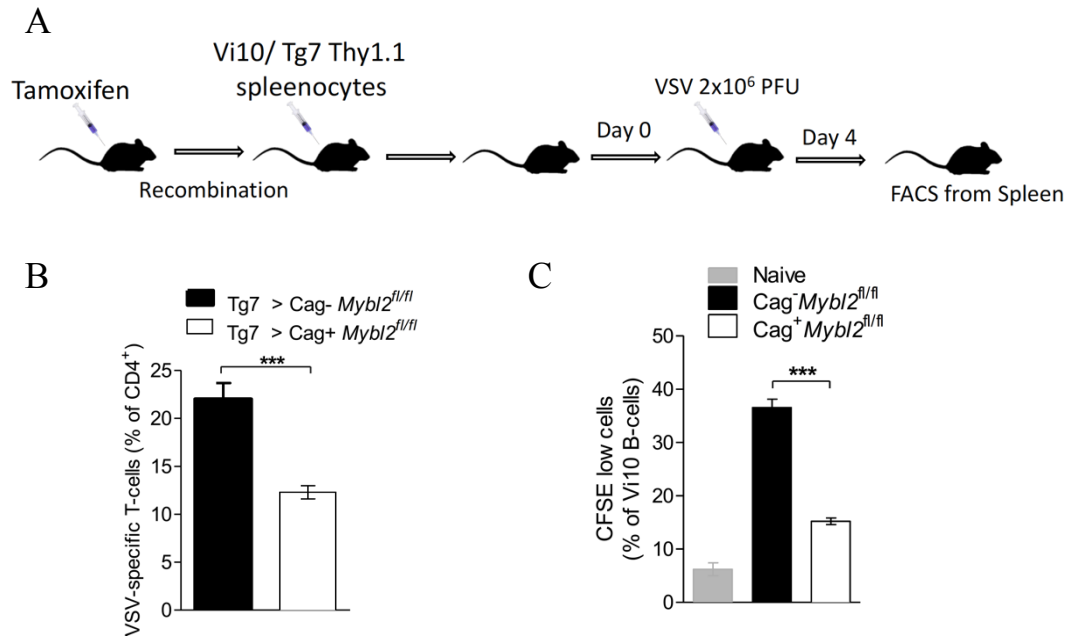 A
Tamoxifen
Vi10/ Tg7 Thy1.1
spleenocytes
VSV 2x10⁶ PFU
Recombination
Day 0
Day 4
FACS from Spleen
B
Tg7 > Cag- Mybl2fl/fl
Tg7 > Cag+ Mybl2fl/fl
VSV-specific T-cells (% of CD4⁺)
25
20
15
10
5
0
***
C
Naive
Cag⁻Mybl2fl/fl
Cag⁺Mybl2fl/fl
CFSE low cells
(% of Vi10 B-cells)
50
40
30
20
10
0
***